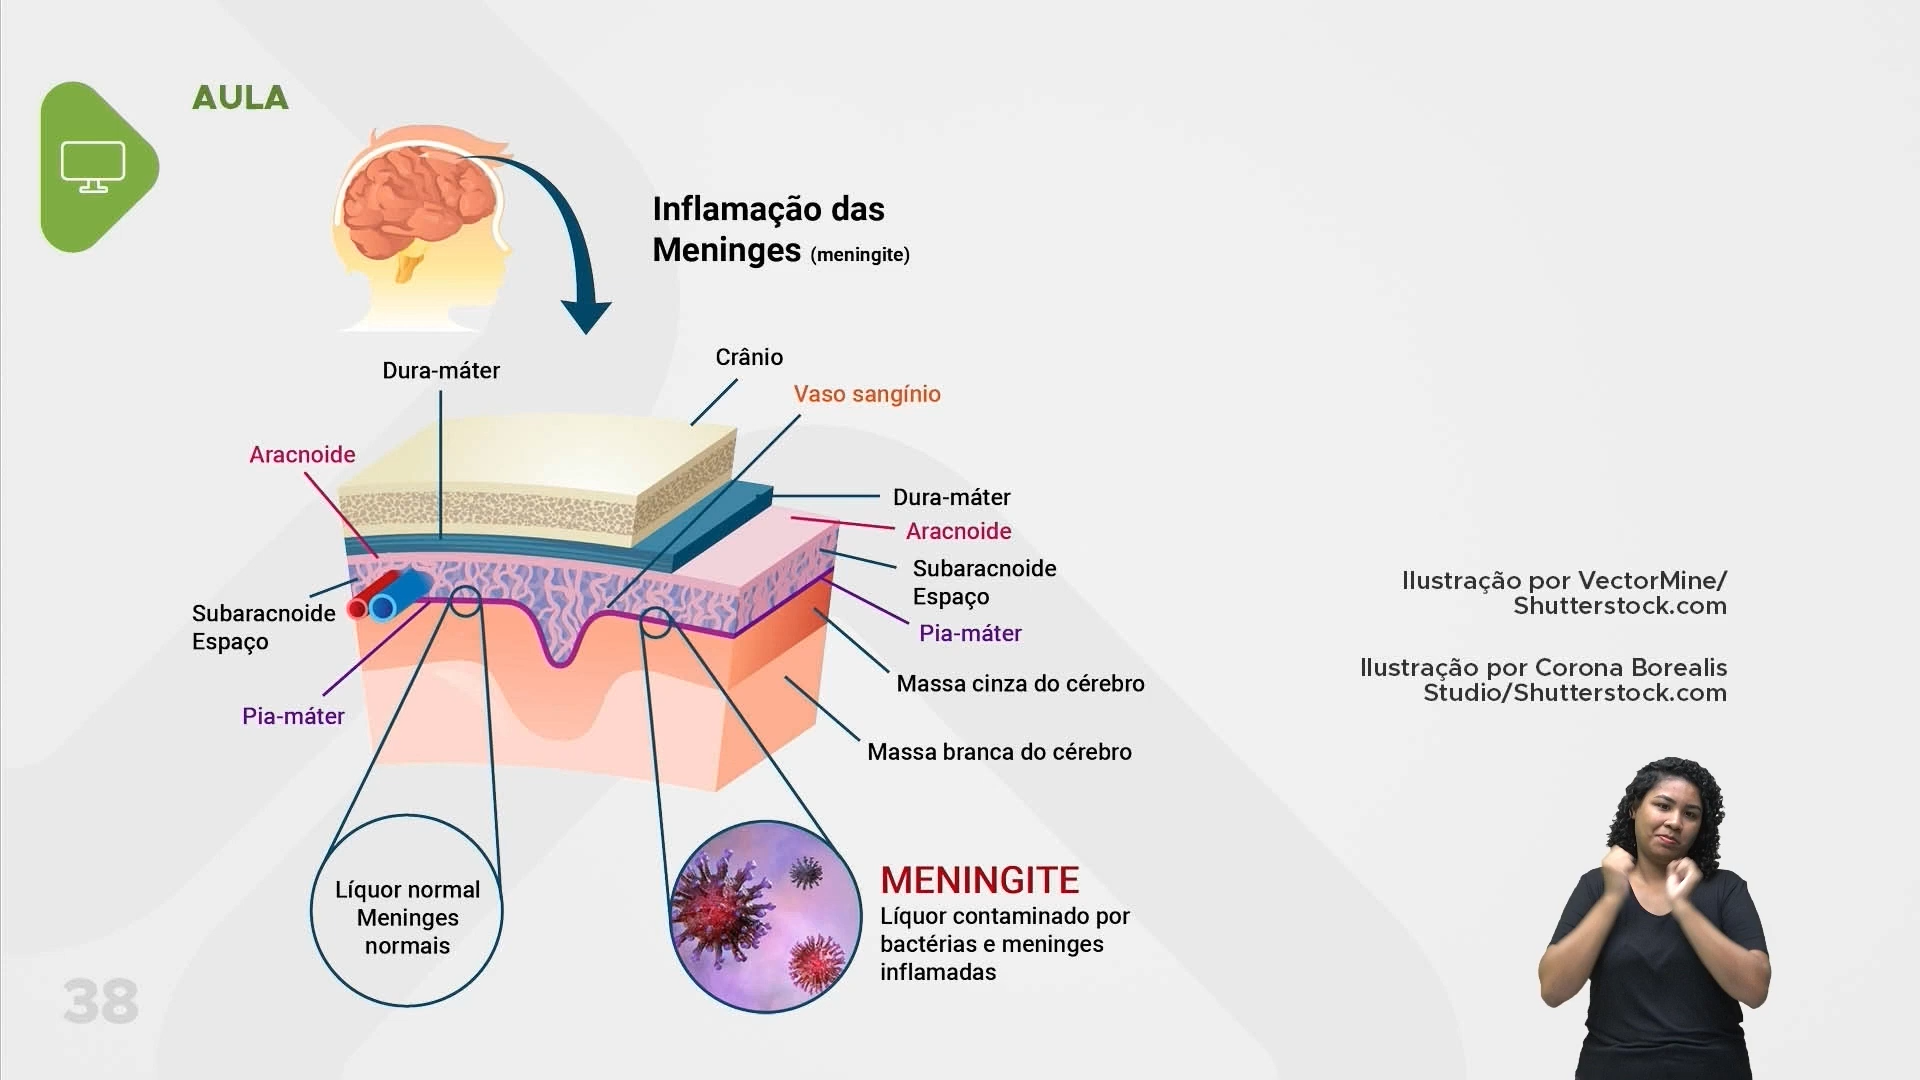 AULA
Inflamação das
Meninges (meningite)
Dura-máter
Crânio
Vaso sangínio
Aracnoide
Dura-máter
Aracnoide
Subaracnoide
Espaço
Subaracnoide
Espaço
Pia-máter
Pia-máter
Massa cinza do cérebro
Massa branca do cérebro
Líquor normal
Meninges
normais
MENINGITE
Líquor contaminado por
bactérias e meninges
inflamadas
Ilustração por VectorMine/
Shutterstock.com
Ilustração por Corona Borealis
Studio/Shutterstock.com
38